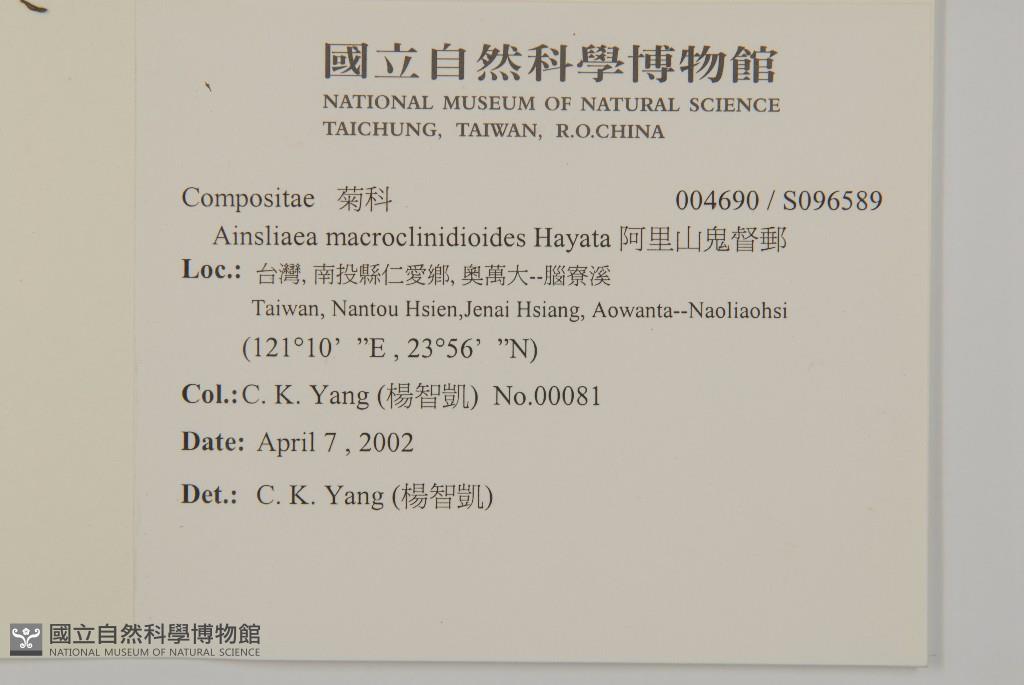 國立自然科學博物館
NATIONAL MUSEUM OF NATURAL SCIENCE
TAICHUNG, TAIWAN, R.O.CHINA
Compositae 菊科 004690 / S096589
Ainsliaea macroclinidioides Hayata 阿里山鬼督郵
Loc.: 台灣, 南投縣仁愛鄉, 奧萬大--腦寮溪
Taiwan, Nantou Hsien,Jenai Hsiang, Aowanta--Naoliaohsi
(121°10’ ”E , 23°56’ ”N)
Col.: C. K. Yang (楊智凱) No.00081
Date: April 7 , 2002
Det.: C. K. Yang (楊智凱)
國立自然科學博物館
NATIONAL MUSEUM OF NATURAL SCIENCE